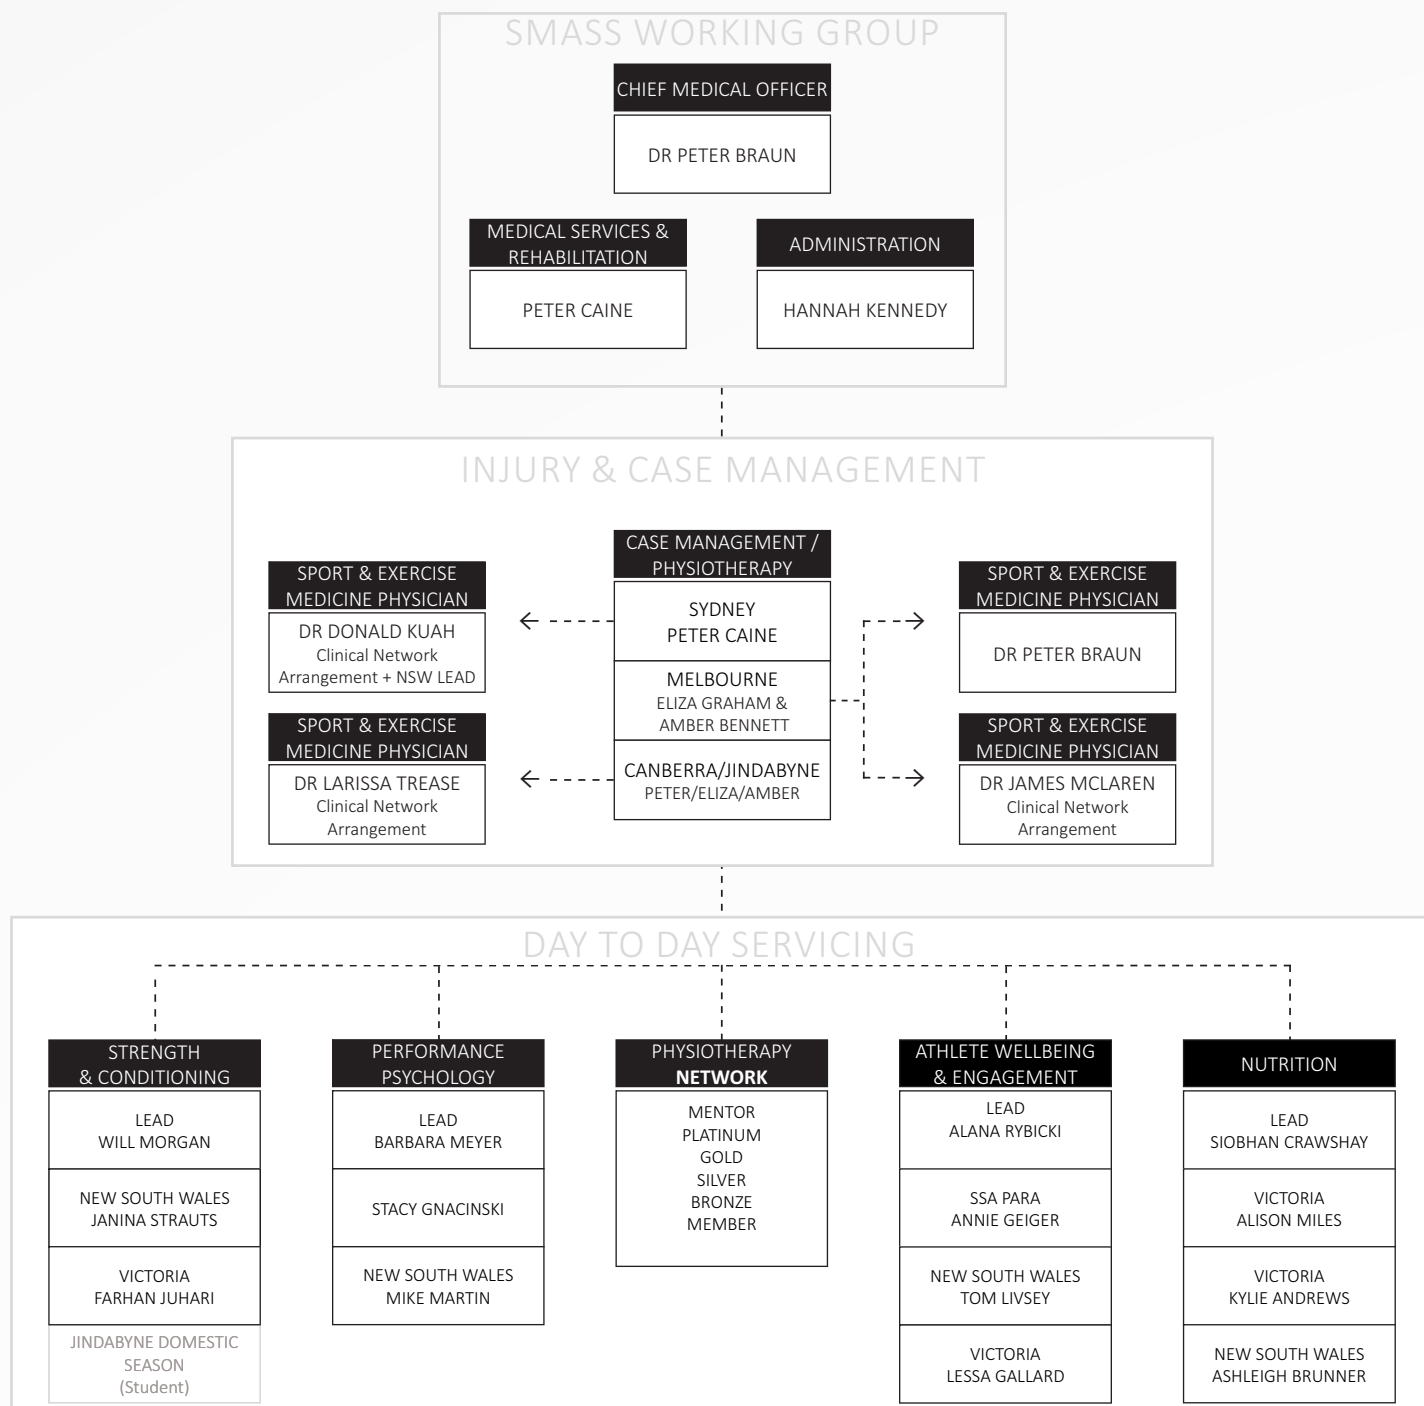 SMASS WORKING GROUP
CHIEF MEDICAL OFFICER
DR PETER BRAUN
MEDICAL SERVICES &
REHABILITATION
PETER CAINE
ADMINISTRATION
HANNAH KENNEDY
INJURY & CASE MANAGEMENT
SPORT & EXERCISE
MEDICINE PHYSICIAN
DR DONALD KUAH
Clinical Network
Arrangement + NSW LEAD
SPORT & EXERCISE
MEDICINE PHYSICIAN
DR LARISSA TREASE
Clinical Network
Arrangement
CASE MANAGEMENT /
PHYSIOTHERAPY
SYDNEY
PETER CAINE
MELBOURNE
ELIZA GRAHAM &
AMBER BENNETT
CANBERRA/JINDABYNE
PETER/ELIZA/AMBER
SPORT & EXERCISE
MEDICINE PHYSICIAN
DR PETER BRAUN
SPORT & EXERCISE
MEDICINE PHYSICIAN
DR JAMES MCLAREN
Clinical Network
Arrangement
DAY TO DAY SERVICING
STRENGTH
& CONDITIONING
LEAD
WILL MORGAN
NEW SOUTH WALES
JANINA STRAUTS
VICTORIA
FARHAN JUHARI
JINDABYNE DOMESTIC
SEASON
(Student)
PERFORMANCE
PSYCHOLOGY
LEAD
BARBARA MEYER
STACY GNACINSKI
NEW SOUTH WALES
MIKE MARTIN
PHYSIOTHERAPY
NETWORK
MENTOR
PLATINUM
GOLD
SILVER
BRONZE
MEMBER
ATHLETE WELLBEING
& ENGAGEMENT
LEAD
ALANA RYBICKI
SSA PARA
ANNIE GEIGER
NEW SOUTH WALES
TOM LIVSEY
VICTORIA
LESSA GALLARD
NUTRITION
LEAD
SIOBHAN CRAWSHAY
VICTORIA
ALISON MILES
VICTORIA
KYLIE ANDREWS
NEW SOUTH WALES
ASHLEIGH BRUNNER